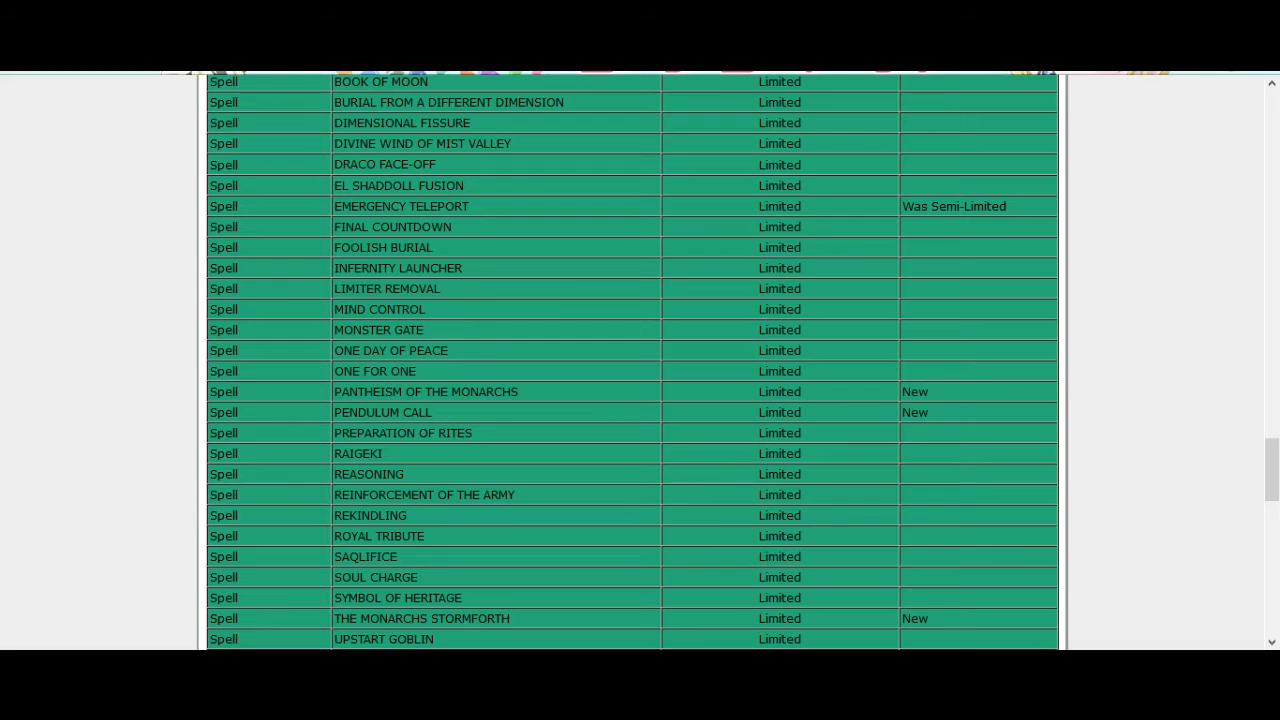 Spell BOOK OF MOON Limited
Spell BURIAL FROM A DIFFERENT DIMENSION Limited
Spell DIMENSIONAL FISSURE Limited
Spell DIVINE WIND OF MIST VALLEY Limited
Spell DRACO FACE-OFF Limited
Spell EL SHADDOLL FUSION Limited
Spell EMERGENCY TELEPORT Limited Was Semi-Limited
Spell FINAL COUNTDOWN Limited
Spell FOOLISH BURIAL Limited
Spell INFERNITY LAUNCHER Limited
Spell LIMITER REMOVAL Limited
Spell MIND CONTROL Limited
Spell MONSTER GATE Limited
Spell ONE DAY OF PEACE Limited
Spell ONE FOR ONE Limited
Spell PANTHEISM OF THE MONARCHS Limited New
Spell PENDULUM CALL Limited New
Spell PREPARATION OF RITES Limited
Spell RAIGEKI Limited
Spell REASONING Limited
Spell REINFORCEMENT OF THE ARMY Limited
Spell REKINDLING Limited
Spell ROYAL TRIBUTE Limited
Spell SAQLIFICE Limited
Spell SOUL CHARGE Limited
Spell SYMBOL OF HERITAGE Limited
Spell THE MONARCHS STORMFORTH Limited New
Spell UPSTART GOBLIN Limited